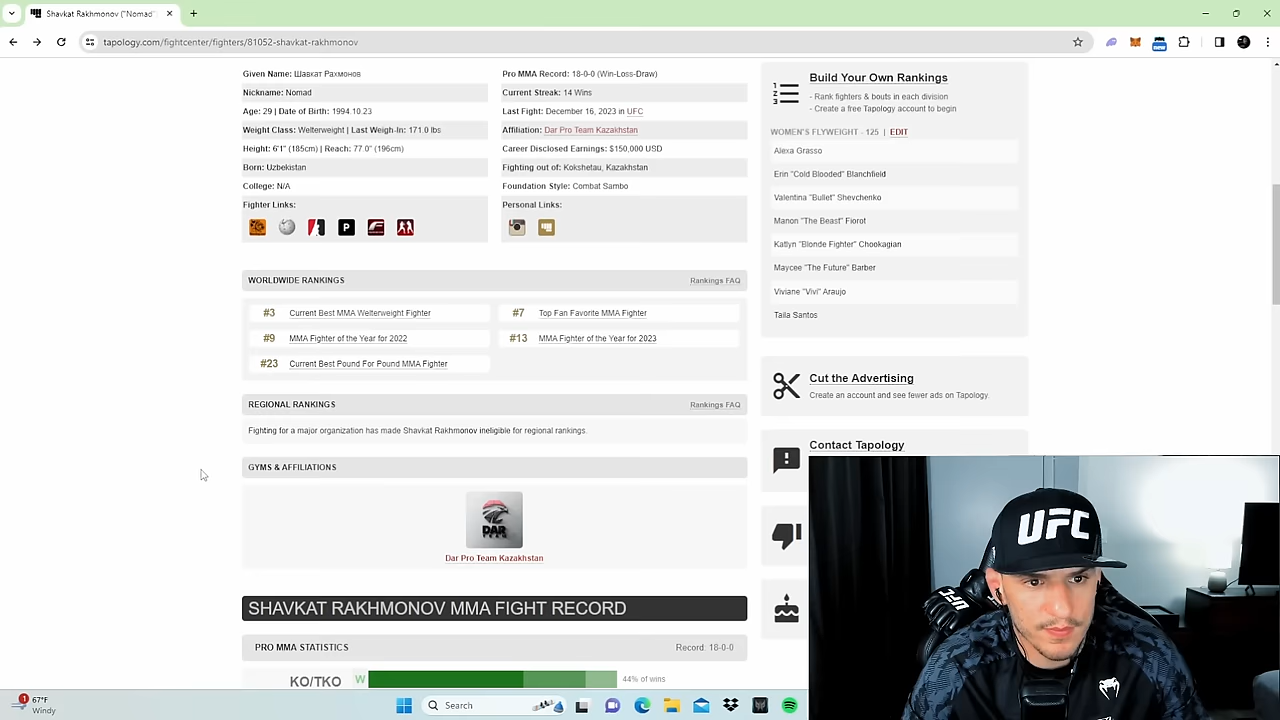 Shavkat Rakhmonov ("Nomad")
tapology.com/fightcenter/fighters/81052-shavkat-rakhmonov
new
Given Name: Шавкат Рахмонов
Nickname: Nomad
Age: 29 | Date of Birth: 1994.10.23
Weight Class: Welterweight | Last Weigh-In: 171.0 lbs
Height: 6'1" (185cm) | Reach: 77.0" (196cm)
Born: Uzbekistan
College: N/A
Fighter Links:
P
Pro MMA Record: 18-0-0 (Win-Loss-Draw)
Current Streak: 14 Wins
Last Fight: December 16, 2023 in UFC
Affiliation: Dar Pro Team Kazakhstan
Career Disclosed Earnings: $150,000 USD
Fighting out of: Kokshetau, Kazakhstan
Foundation Style: Combat Sambo
Personal Links:
WORLDWIDE RANKINGS
Rankings FAQ
#3 Current Best MMA Welterweight Fighter
#7 Top Fan Favorite MMA Fighter
#9 MMA Fighter of the Year for 2022
#13 MMA Fighter of the Year for 2023
#23 Current Best Pound For Pound MMA Fighter
REGIONAL RANKINGS
Rankings FAQ
Fighting for a major organization has made Shavkat Rakhmonov ineligible for regional rankings.
GYMS & AFFILIATIONS
DAR
Dar Pro Team Kazakhstan
SHAVKAT RAKHMONOV MMA FIGHT RECORD
PRO MMA STATISTICS
Record: 18-0-0
KO/TKO W 44% of wins
1
2
3
Build Your Own Rankings
- Rank fighters & bouts in each division
- Create a free Tapology account to begin
WOMEN'S FLYWEIGHT - 125 | EDIT
Alexa Grasso
Erin "Cold Blooded" Blanchfield
Valentina "Bullet" Shevchenko
Manon "The Beast" Fiorot
Katlyn "Blonde Fighter" Chookagian
Maycee "The Future" Barber
Viviane "Vivi" Araujo
Taila Santos
Cut the Advertising
Create an account and see fewer ads on Tapology.
Contact Tapology
UFC
UFC
1
67°F
Windy
Search